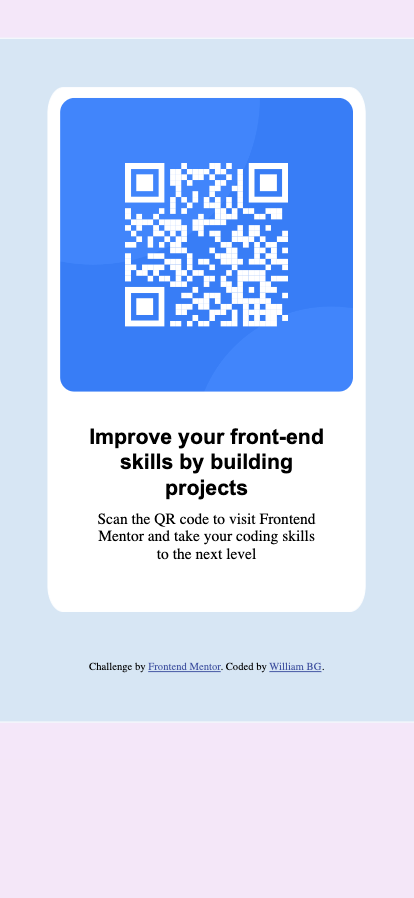 Improve your front-end
skills by building
projects
Scan the QR code to visit Frontend
Mentor and take your coding skills
to the next level
Challenge by Frontend Mentor. Coded by William BG.